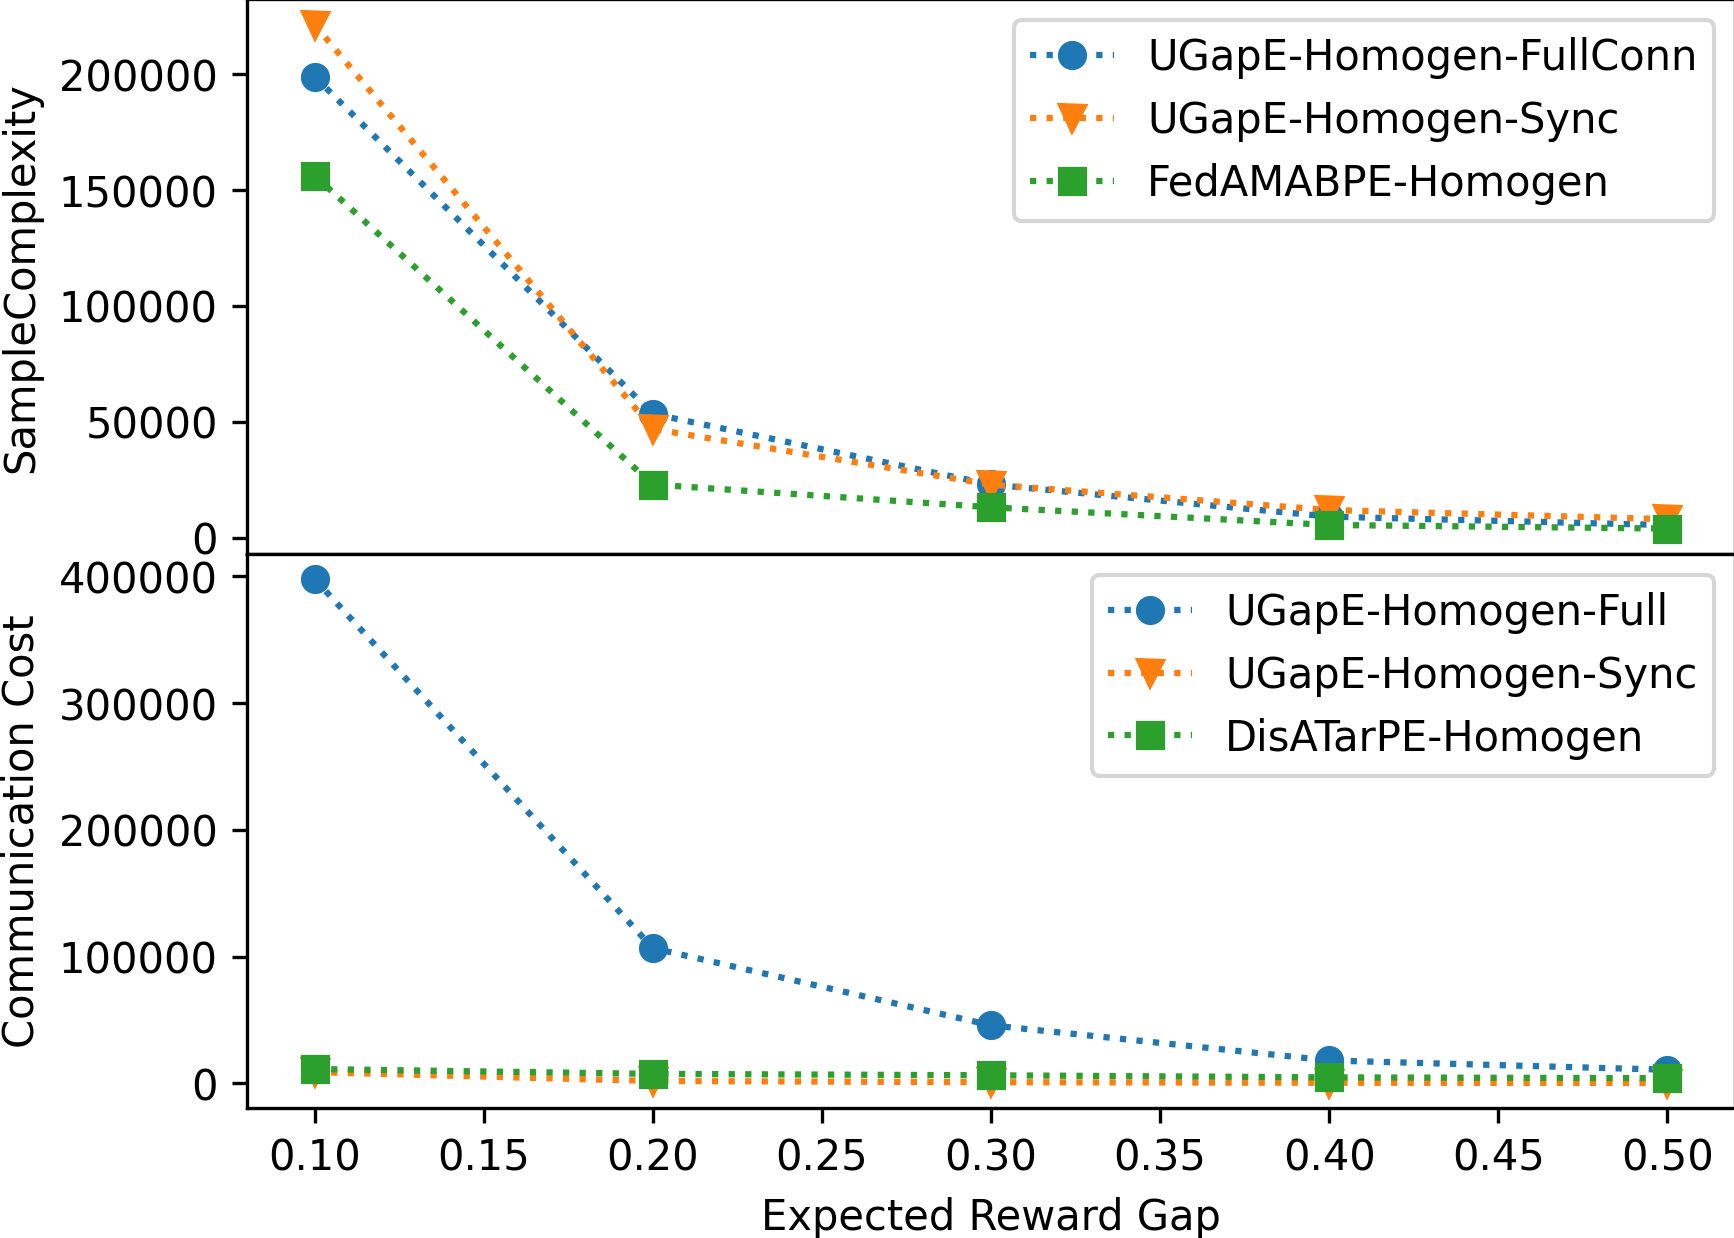 SampleComplexity
200000
150000
100000
50000
0
UGapE-Homogen-FullConn
UGapE-Homogen-Sync
FedAMABPE-Homogen
Communication Cost
400000
300000
200000
100000
0
UGapE-Homogen-Full
UGapE-Homogen-Sync
DisATarPE-Homogen
0.10 0.15 0.20 0.25 0.30 0.35 0.40 0.45 0.50
Expected Reward Gap